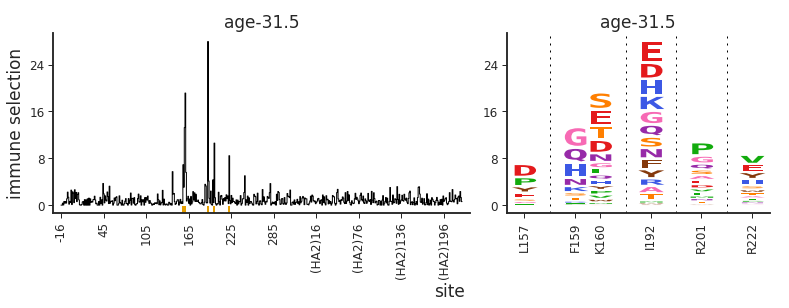 age-31.5
immune selection
24
16
8
0
-16
45
105
165
225
285
(HA2)16
(HA2)76
(HA2)136
(HA2)196
site
age-31.5
24
16
8
0
D
P
Y
G
Q
H
N
K
S
E
T
D
N
E
D
H
K
G
Q
S
N
F
Y
R
A
T
P
G
Q
V
E
Y
L157
F159
K160
I192
R201
R222